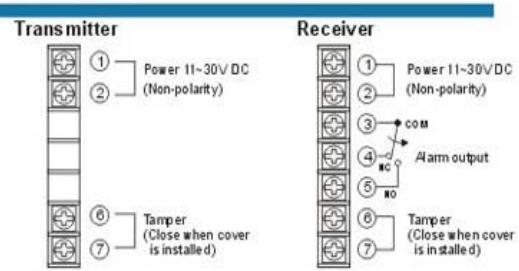 Transmitter
① Power 11~30V DC
② (Non-polarity)
⑥ Tamper
(Close when cover
⑦ is installed)
Receiver
① Power 11~30V DC
② (Non-polarity)
③ COM
④ NC Alarm output
⑤ NO
⑥ Tamper
(Close when cover
⑦ is installed)